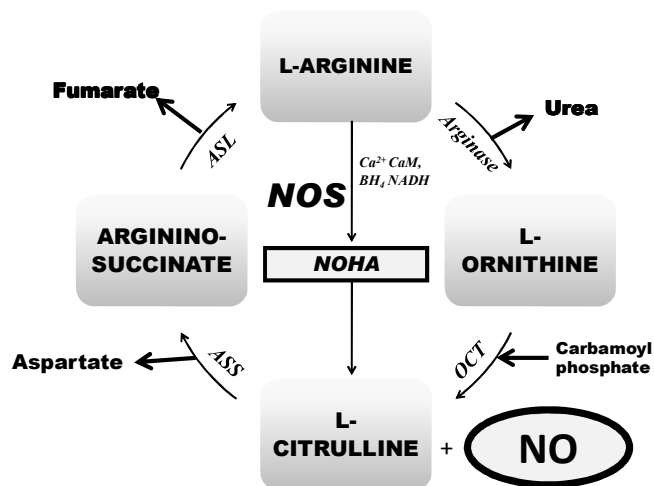 L-ARGININE
Fumarate
Urea
ASL
Arginase
Ca²⁺ CaM,
BH₄ NADH
NOS
ARGININO-
SUCCINATE
NOHA
L-
ORNITHINE
Aspartate
ASS
OCT
Carbamoyl
phosphate
L-
CITRULLINE
+
NO